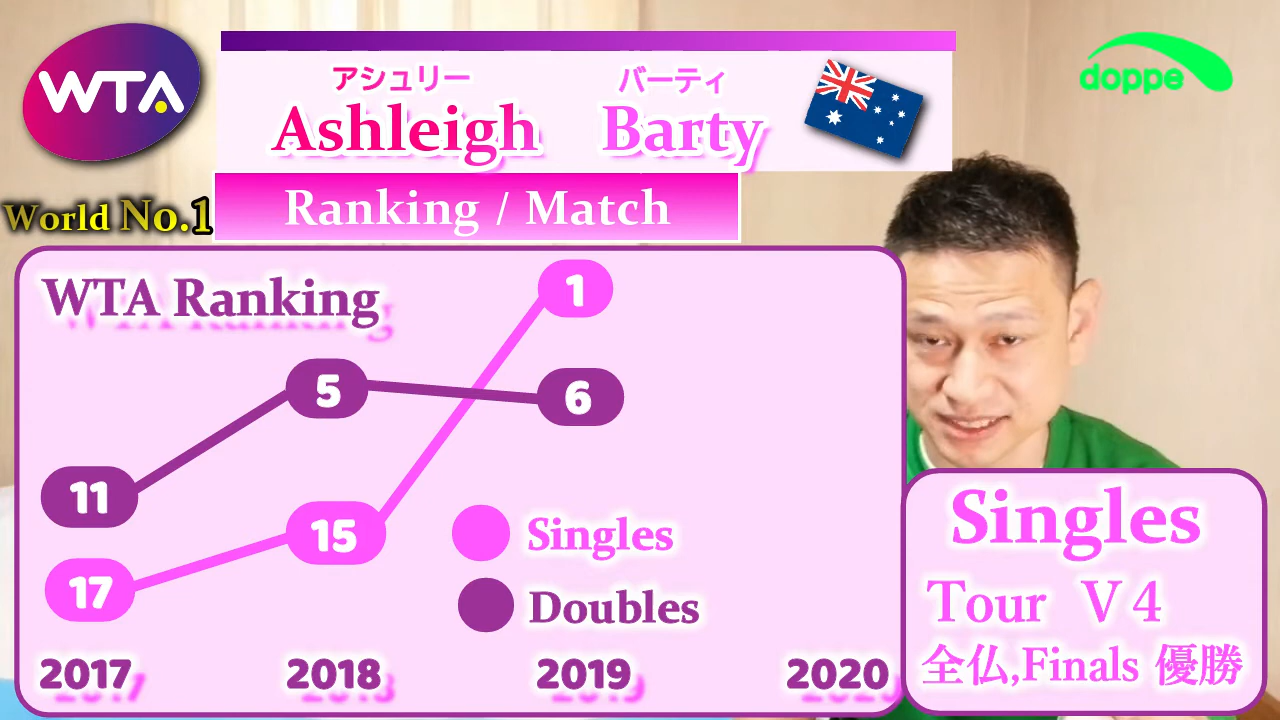 WTA
アシュリー バーティ
Ashleigh Barty
doppe
World No.1
Ranking / Match
WTA Ranking
1
5
6
11
15
17
Singles
Doubles
2017 2018 2019 2020
Singles
Tour V4
全仏,Finals 優勝